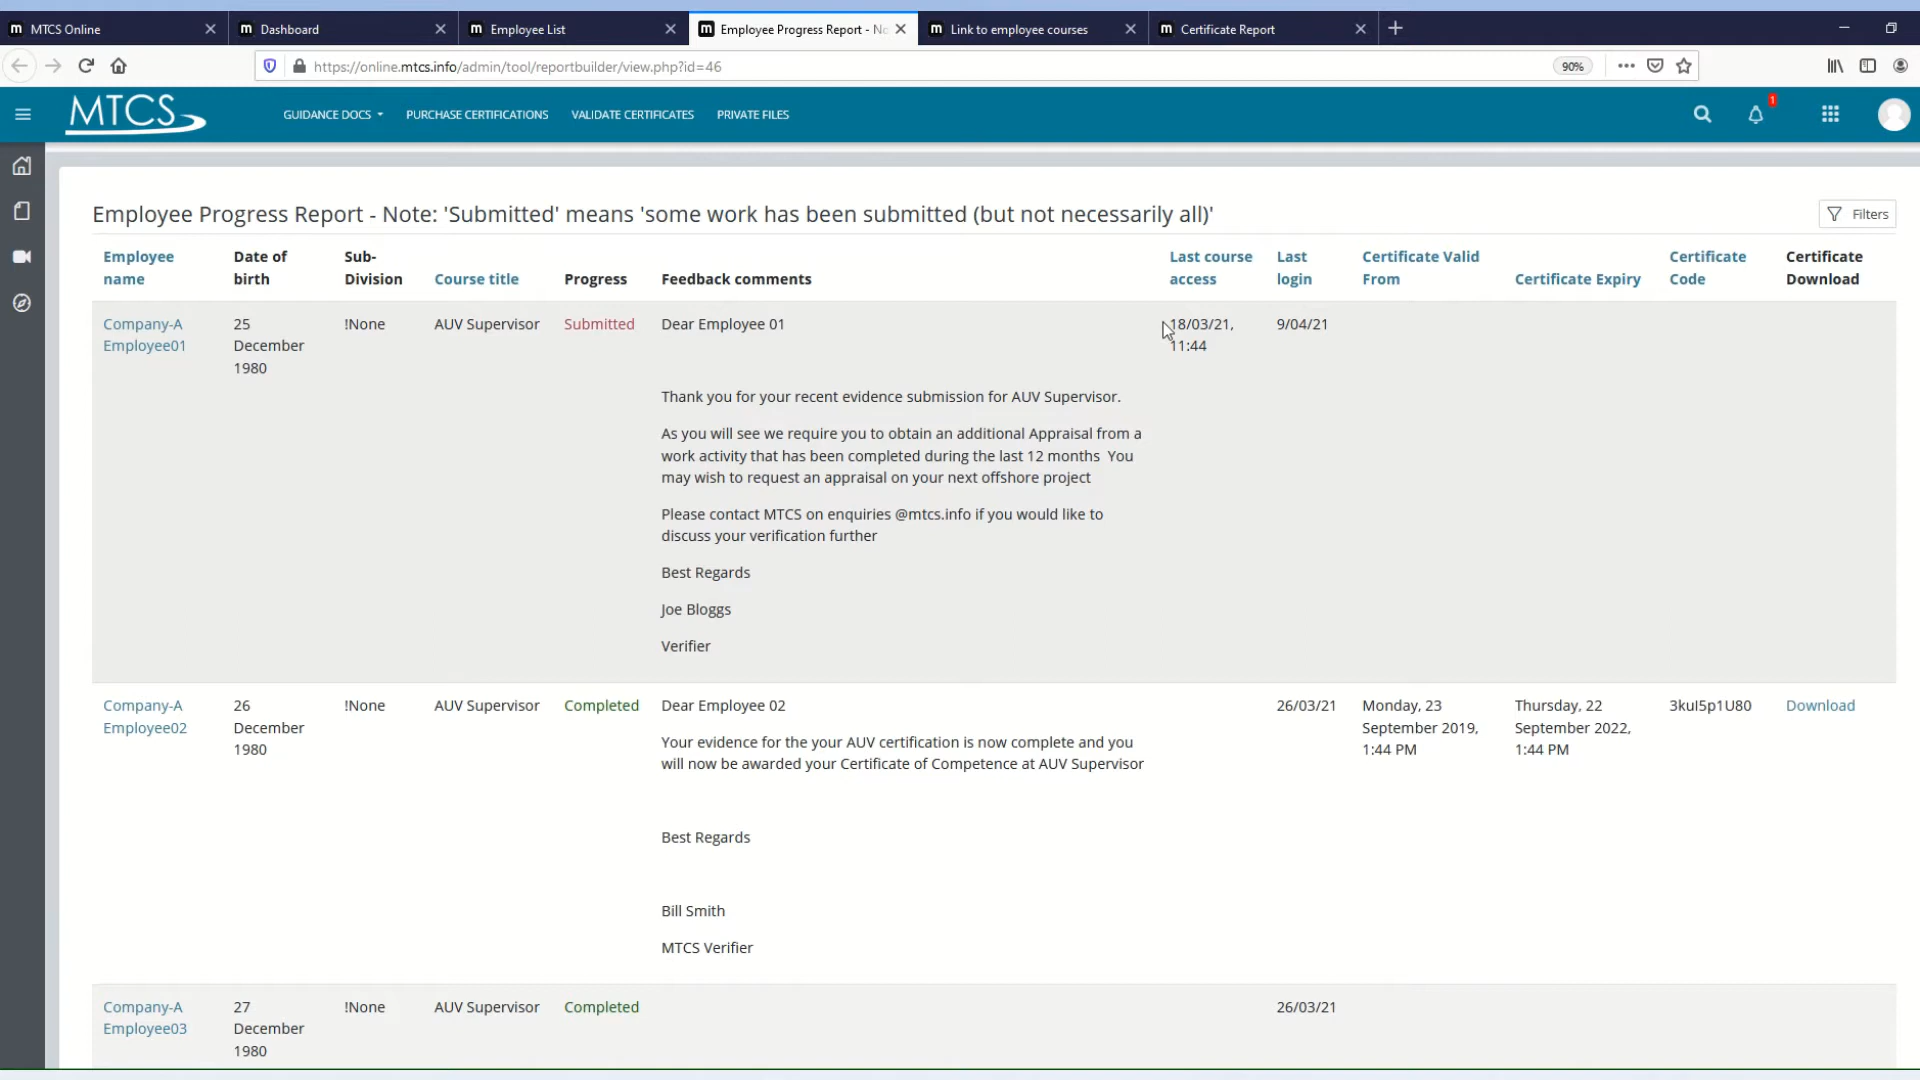 MTCS Online
Dashboard
Employee List
Employee Progress Report - No
Link to employee courses
Certificate Report
https://online.mtcs.info/admin/tool/reportbuilder/view.php?id=46
90%
MTCS
GUIDANCE DOCS
PURCHASE CERTIFICATIONS
VALIDATE CERTIFICATES
PRIVATE FILES
1
Employee Progress Report - Note: 'Submitted' means 'some work has been submitted (but not necessarily all)'
Filters
Employee name
Date of birth
Sub-Division
Course title
Progress
Feedback comments
Last course access
Last login
Certificate Valid From
Certificate Expiry
Certificate Code
Certificate Download
Company-A Employee01
25 December 1980
!None
AUV Supervisor
Submitted
Dear Employee 01
Thank you for your recent evidence submission for AUV Supervisor.
As you will see we require you to obtain an additional Appraisal from a
work activity that has been completed during the last 12 months You
may wish to request an appraisal on your next offshore project
Please contact MTCS on enquiries @mtcs.info if you would like to
discuss your verification further
Best Regards
Joe Bloggs
Verifier
18/03/21, 11:44
9/04/21
Company-A Employee02
26 December 1980
!None
AUV Supervisor
Completed
Dear Employee 02
Your evidence for the your AUV certification is now complete and you
will now be awarded your Certificate of Competence at AUV Supervisor
Best Regards
Bill Smith
MTCS Verifier
26/03/21
Monday, 23 September 2019, 1:44 PM
Thursday, 22 September 2022, 1:44 PM
3kuI5p1U80
Download
Company-A Employee03
27 December 1980
!None
AUV Supervisor
Completed
26/03/21